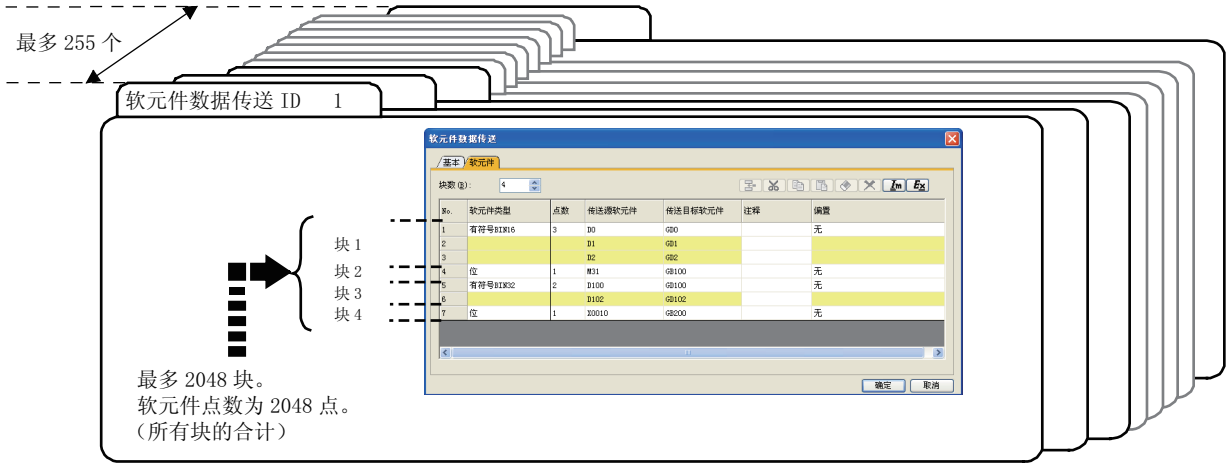 最多 255 个
软元件数据传送 ID 1
软元件数据传送
基本 软元件
块数(B): 4
Im Ex
No. 软元件类型 点数 传送源软元件 传送目标软元件 注释 偏置
1 有符号BIN16 3 D0 GD0 无
2 D1 GD1
3 D2 GD2
4 位 1 M31 GB100 无
5 有符号BIN32 2 D100 GD100 无
6 D102 GD102
7 位 1 X0010 GB200 无
块 1
块 2
块 3
块 4
确定 取消
最多 2048 块。
软元件点数为 2048 点。
（所有块的合计）